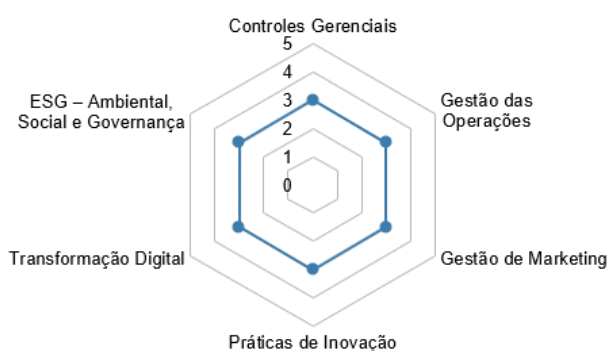 Controles Gerenciais
5
4
3
2
1
0
ESG – Ambiental,
Social e Governança
Gestão das
Operações
Transformação Digital
Gestão de Marketing
Práticas de Inovação